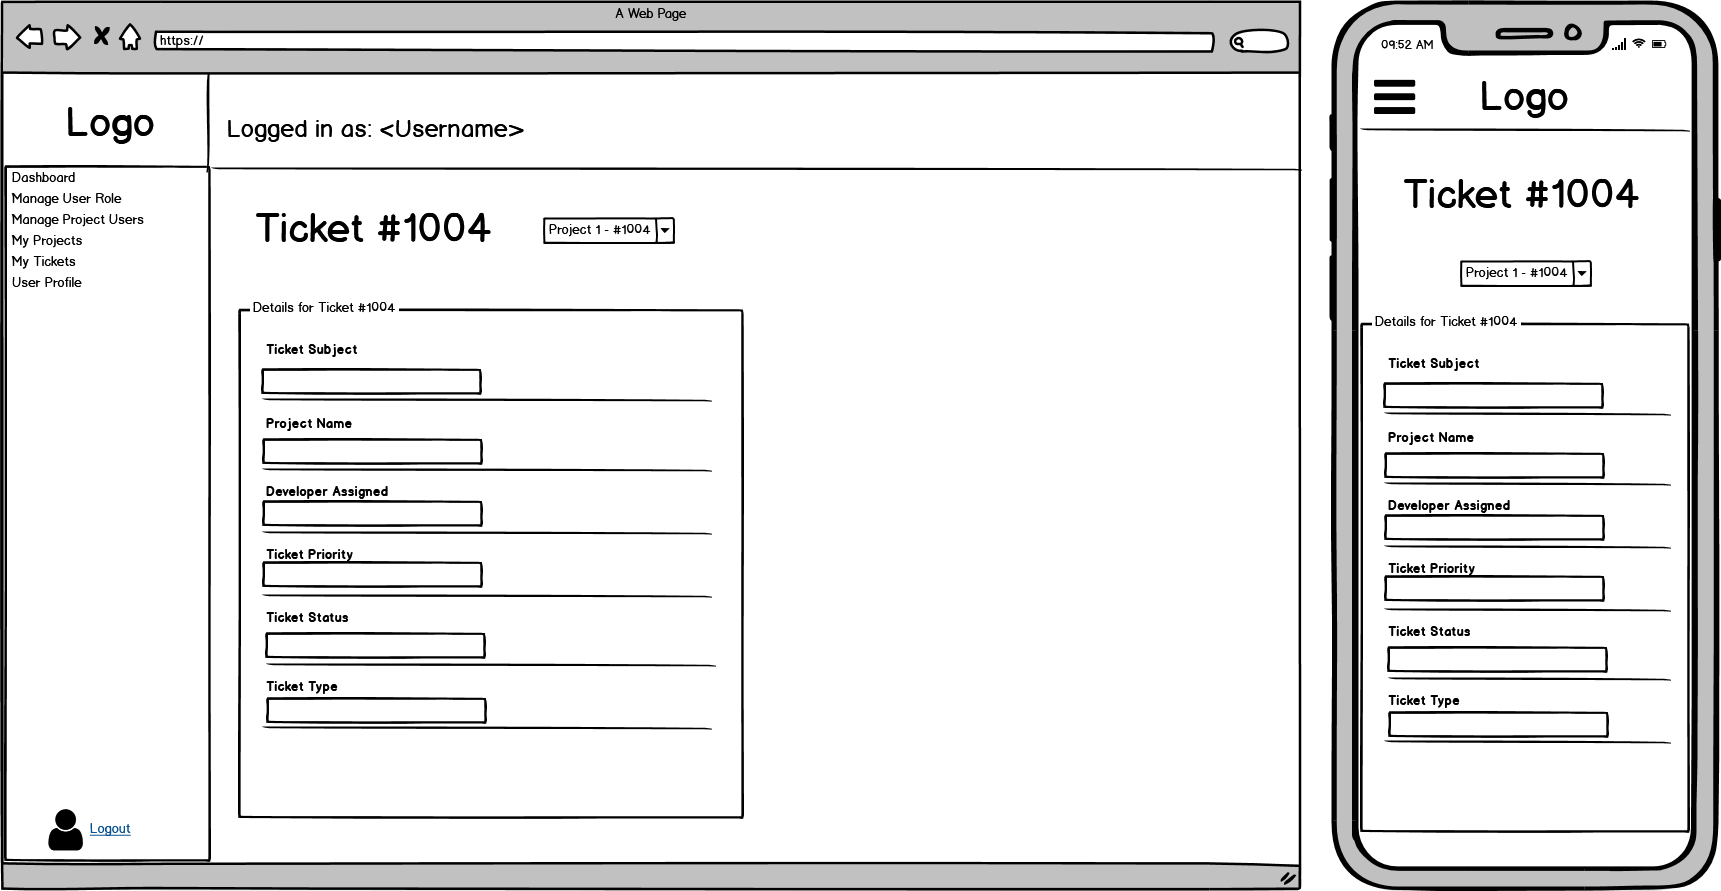 A Web Page
https://
Logo
Logged in as: <Username>
Dashboard
Manage User Role
Manage Project Users
My Projects
My Tickets
User Profile
Logout
Ticket #1004
Project 1 - #1004
Details for Ticket #1004
Ticket Subject
Project Name
Developer Assigned
Ticket Priority
Ticket Status
Ticket Type
09:52 AM
Logo
Ticket #1004
Project 1 - #1004
Details for Ticket #1004
Ticket Subject
Project Name
Developer Assigned
Ticket Priority
Ticket Status
Ticket Type